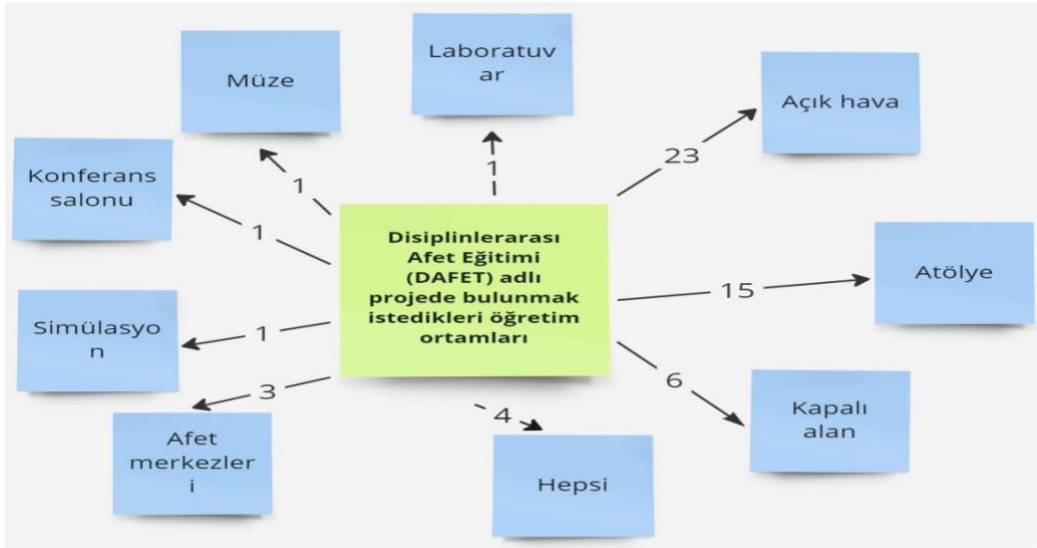 Müze
Laboratuv
ar
Açık hava
Konferans
salonu
1
1
23
1
Disiplinlerarası
Afet Eğitimi
(DAFET) adlı
projede bulunmak
istedikleri öğretim
ortamları
Atölye
15
Simülasyo
n
1
6
3
Afet
merkezler
i
4
Hepsi
Kapalı
alan